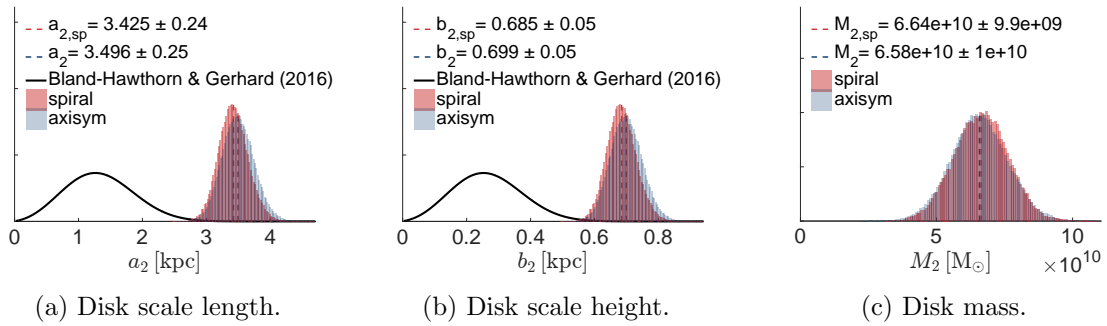 a2,sp= 3.425 ± 0.24
a2= 3.496 ± 0.25
Bland-Hawthorn & Gerhard (2016)
spiral
axisym
0 1 2 3 4
a2 [kpc]
(a) Disk scale length.
b2,sp= 0.685 ± 0.05
b2= 0.699 ± 0.05
Bland-Hawthorn & Gerhard (2016)
spiral
axisym
0 0.2 0.4 0.6 0.8
b2 [kpc]
(b) Disk scale height.
M2,sp= 6.64e+10 ± 9.9e+09
M2= 6.58e+10 ± 1e+10
spiral
axisym
0 5 10
M2 [M⊙]
×10^10
(c) Disk mass.